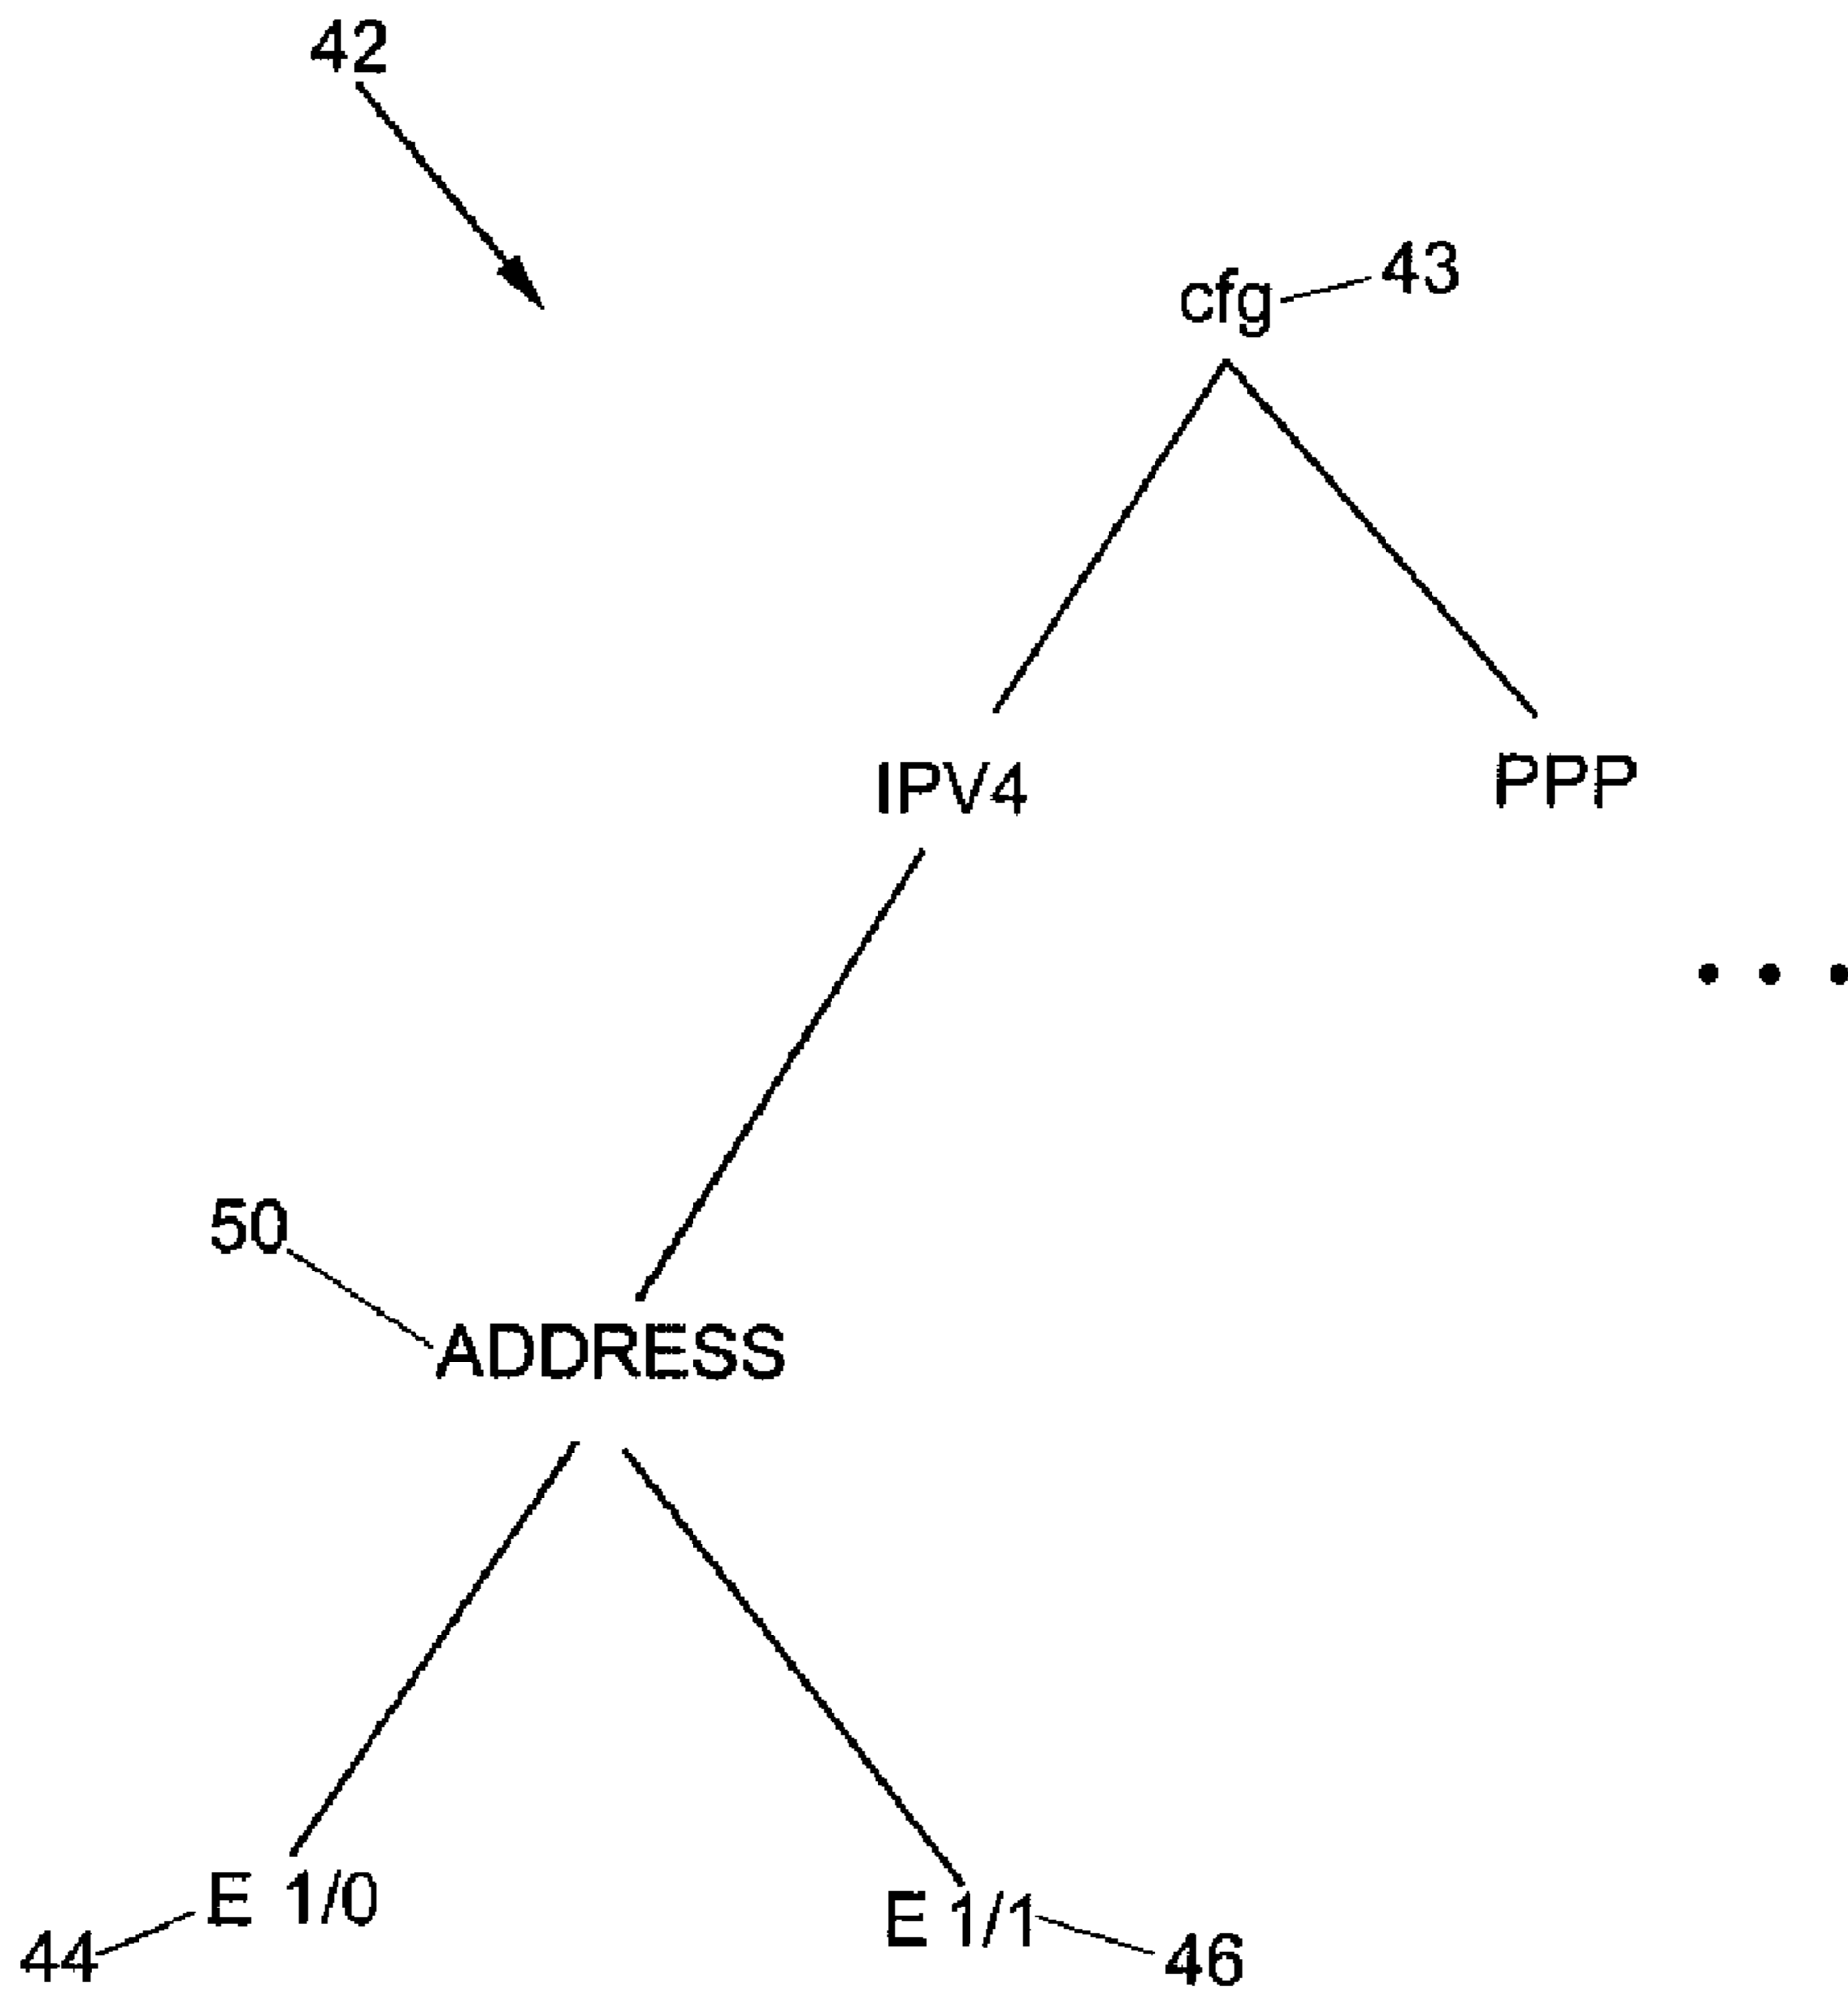 42
cfg 43
IPV4 PPP
. . .
50
ADDRESS
E 1/0
E 1/1
44
46